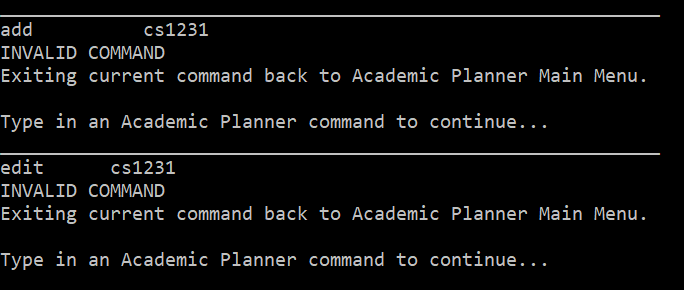 add          cs1231
INVALID COMMAND
Exiting current command back to Academic Planner Main Menu.
Type in an Academic Planner command to continue...
edit      cs1231
INVALID COMMAND
Exiting current command back to Academic Planner Main Menu.
Type in an Academic Planner command to continue...